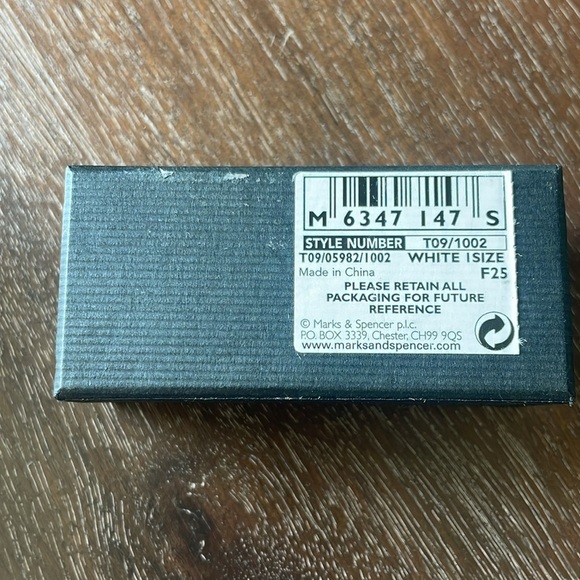 M 6347 147 S
STYLE NUMBER T09/1002
T09/05982/1002 WHITE 1SIZE
Made in China F25
PLEASE RETAIN ALL
PACKAGING FOR FUTURE
REFERENCE
© Marks & Spencer p.l.c.
P.O. BOX 3339, Chester, CH99 9QS
www.marksandspencer.com